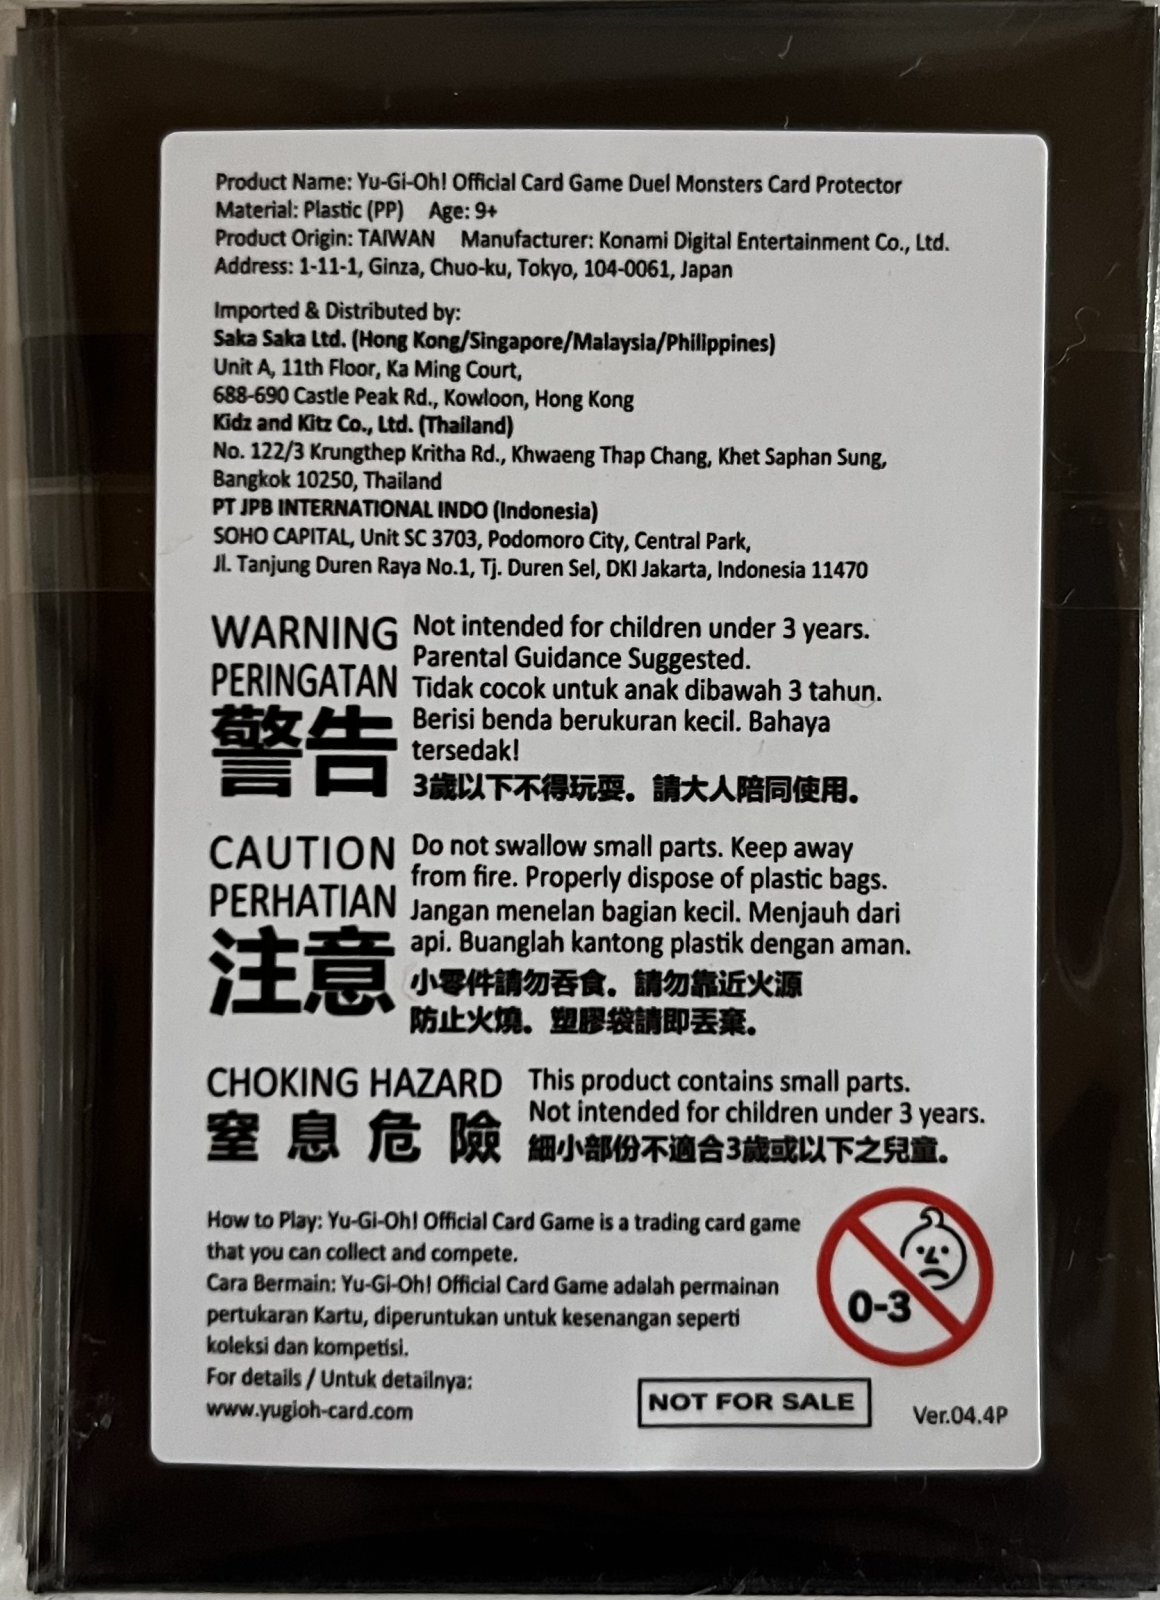 Product Name: Yu-Gi-Oh! Official Card Game Duel Monsters Card Protector
Material: Plastic (PP) Age: 9+
Product Origin: TAIWAN Manufacturer: Konami Digital Entertainment Co., Ltd.
Address: 1-11-1, Ginza, Chuo-ku, Tokyo, 104-0061, Japan
Imported & Distributed by:
Saka Saka Ltd. (Hong Kong/Singapore/Malaysia/Philippines)
Unit A, 11th Floor, Ka Ming Court,
688-690 Castle Peak Rd., Kowloon, Hong Kong
Kidz and Kitz Co., Ltd. (Thailand)
No. 122/3 Krungthep Kritha Rd., Khwaeng Thap Chang, Khet Saphan Sung,
Bangkok 10250, Thailand
PT JPB INTERNATIONAL INDO (Indonesia)
SOHO CAPITAL, Unit SC 3703, Podomoro City, Central Park,
Jl. Tanjung Duren Raya No.1, Tj. Duren Sel, DKI Jakarta, Indonesia 11470
WARNING
PERINGATAN
警告
Not intended for children under 3 years.
Parental Guidance Suggested.
Tidak cocok untuk anak dibawah 3 tahun.
Berisi benda berukuran kecil. Bahaya
tersedak!
3歲以下不得玩耍。請大人陪同使用。
CAUTION
PERHATIAN
注意
Do not swallow small parts. Keep away
from fire. Properly dispose of plastic bags.
Jangan menelan bagian kecil. Menjauh dari
api. Buanglah kantong plastik dengan aman.
小零件請勿吞食。請勿靠近火源
防止火燒。塑膠袋請即丟棄。
CHOKING HAZARD
窒息危險
This product contains small parts.
Not intended for children under 3 years.
細小部份不適合3歲或以下之兒童。
How to Play: Yu-Gi-Oh! Official Card Game is a trading card game
that you can collect and compete.
Cara Bermain: Yu-Gi-Oh! Official Card Game adalah permainan
pertukaran Kartu, diperuntukan untuk kesenangan seperti
koleksi dan kompetisi.
For details / Untuk detailnya:
www.yugioh-card.com
0-3
NOT FOR SALE
Ver.04.4P